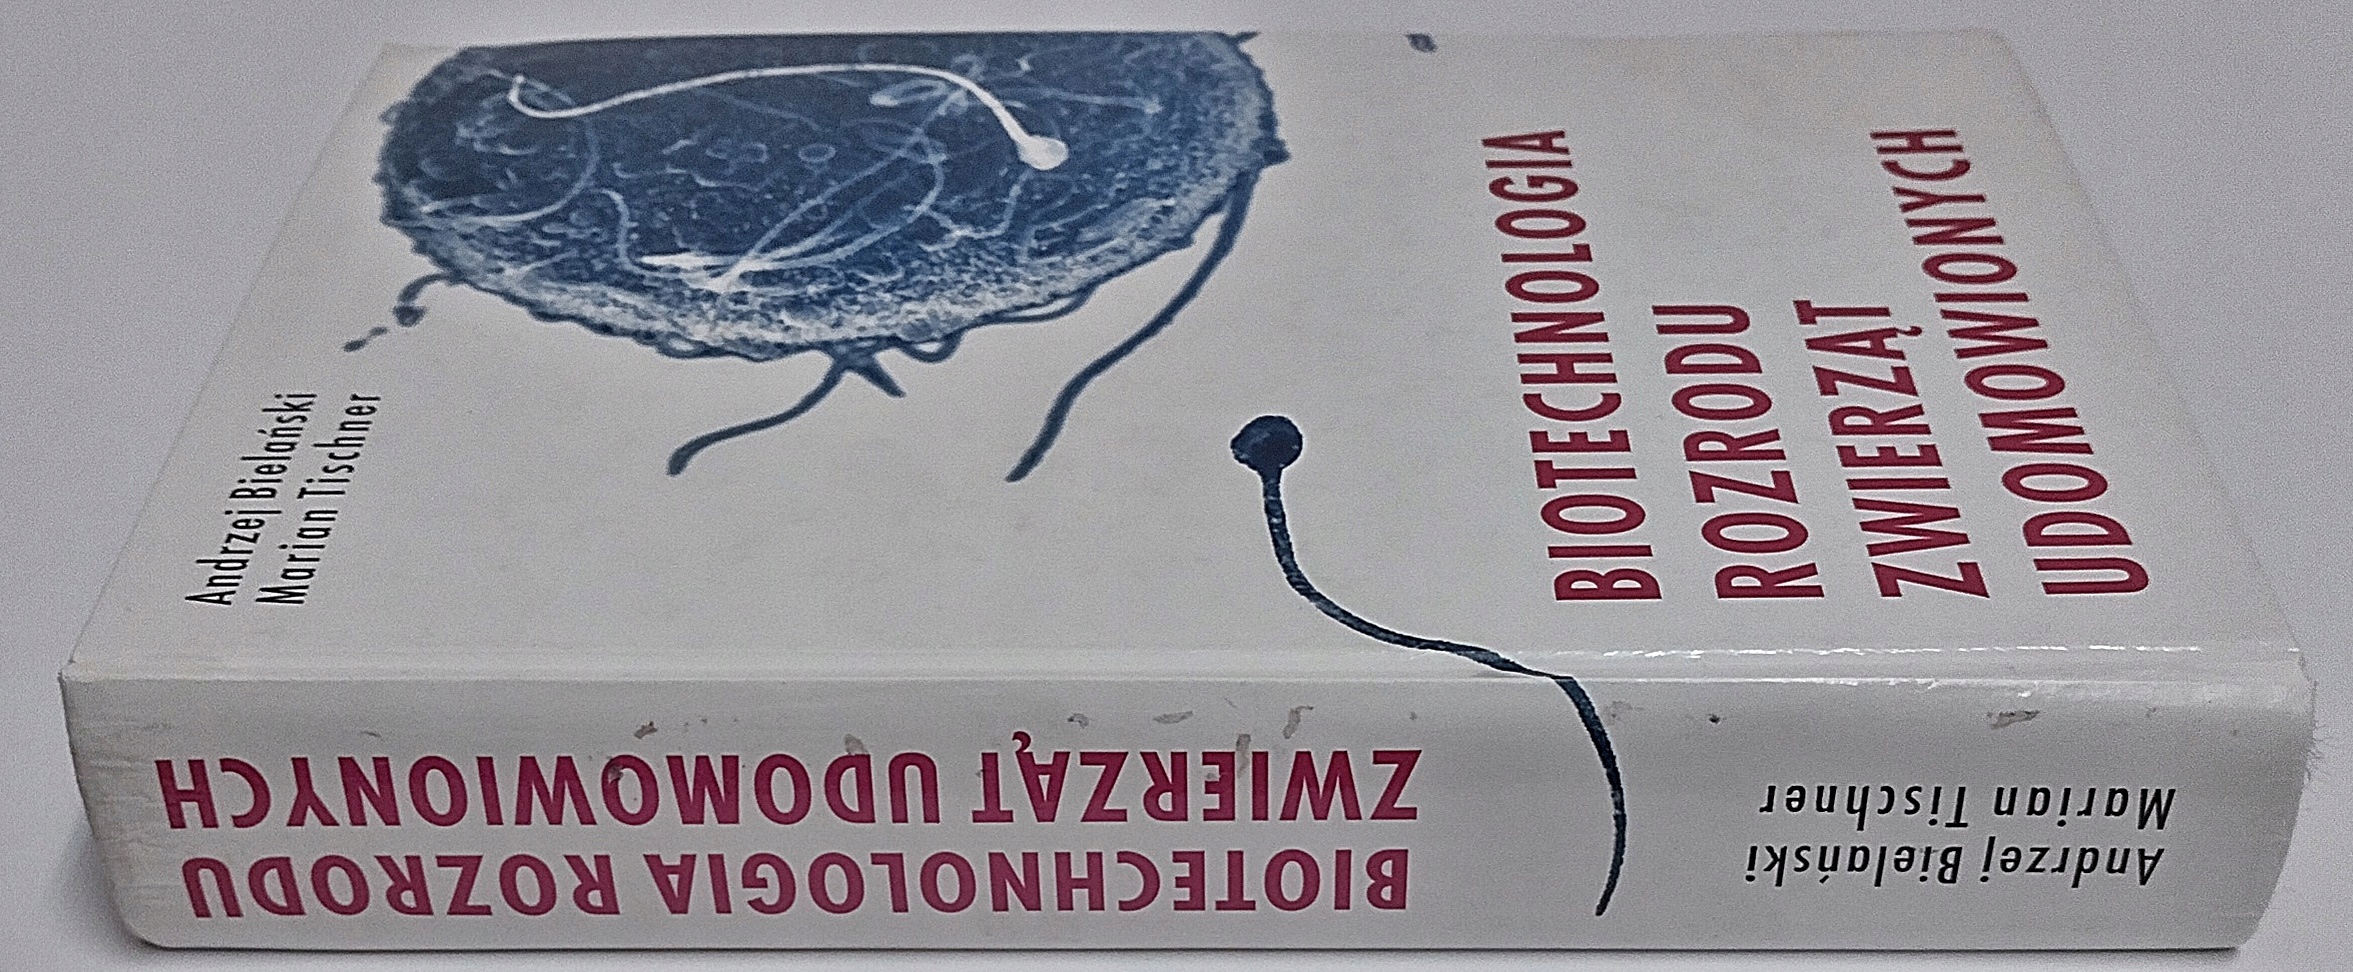 Andrzej Bielański
Marian Tischner
BIOTECHNOLOGIA
ROZRODU
ZWIERZĄT
UDOMOWIONYCH
Andrzej Bielański
Marian Tischner
BIOTECHNOLOGIA ROZRODU
ZWIERZĄT UDOMOWIONYCH